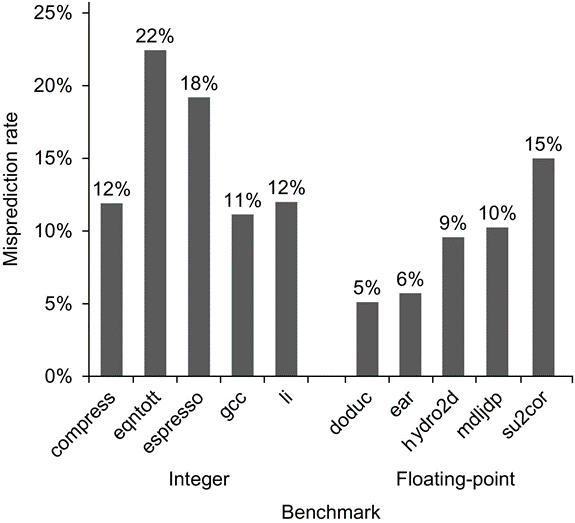 25%
20%
15%
10%
5%
0%
Misprediction rate
12%
22%
18%
11%
12%
5%
6%
9%
10%
15%
compress
eqntott
espresso
gcc
li
doduc
ear
hydro2d
mdljdp
su2cor
Integer
Floating-point
Benchmark